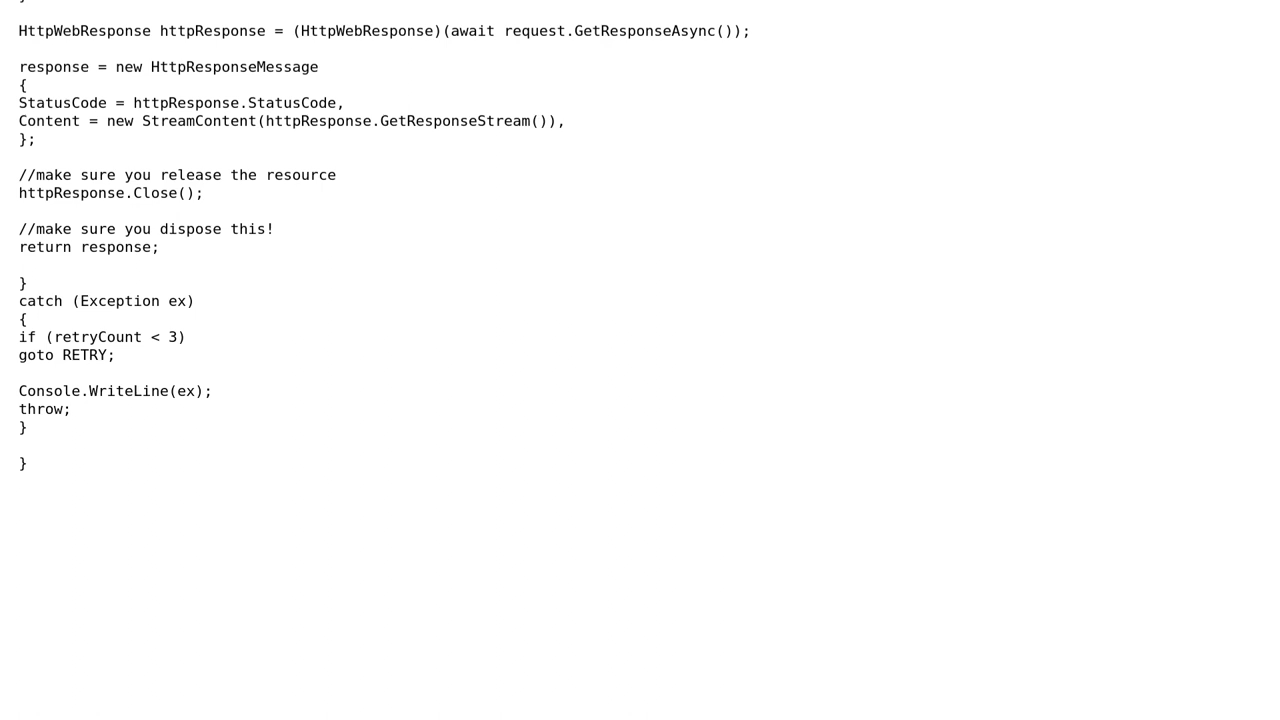 }
HttpWebResponse httpResponse = (HttpWebResponse)(await request.GetResponseAsync());
response = new HttpResponseMessage
{
StatusCode = httpResponse.StatusCode,
Content = new StreamContent(httpResponse.GetResponseStream()),
};
//make sure you release the resource
httpResponse.Close();
//make sure you dispose this!
return response;
}
catch (Exception ex)
{
if (retryCount < 3)
goto RETRY;
Console.WriteLine(ex);
throw;
}
}